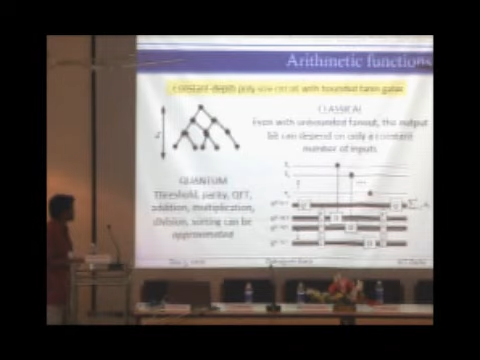 Arithmetic functions
Constant-depth poly size circuit with bounded fanin gates
CLASSICAL
Even with unbounded fanout, the output
bit can depend on only a constant
number of inputs
QUANTUM
Threshold, parity, QFT,
addition, multiplication,
division, sorting can be
approximated